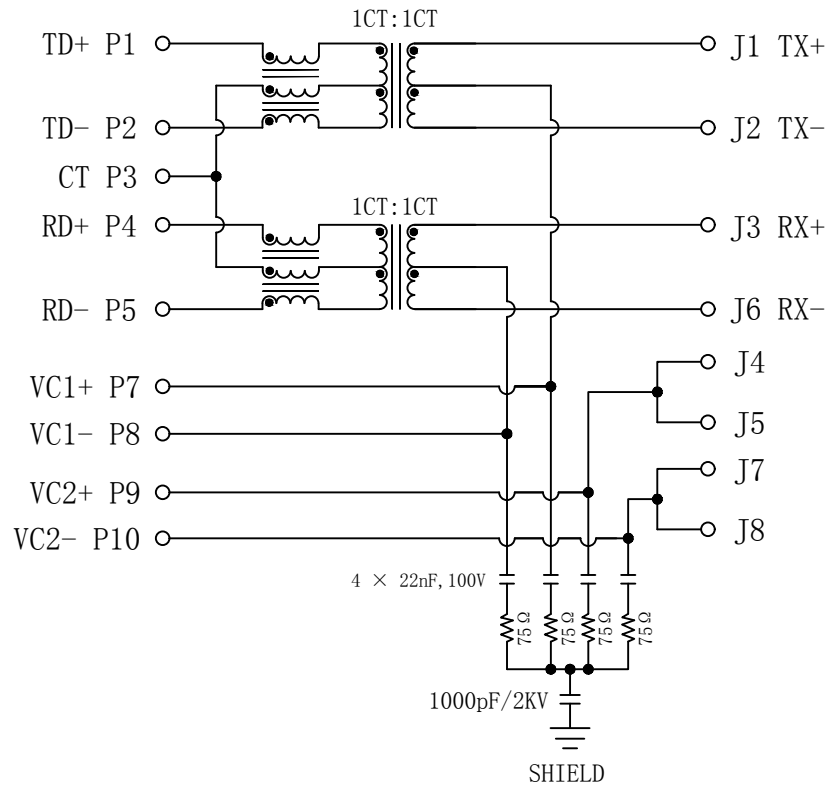 1CT:1CT
TD+ P1
J1 TX+
TD- P2
J2 TX-
CT P3
1CT:1CT
RD+ P4
J3 RX+
RD- P5
J6 RX-
J4
VC1+ P7
J5
VC1- P8
J7
VC2+ P9
J8
VC2- P10
4 × 22nF,100V
75Ω
75Ω
75Ω
75Ω
1000pF/2KV
SHIELD